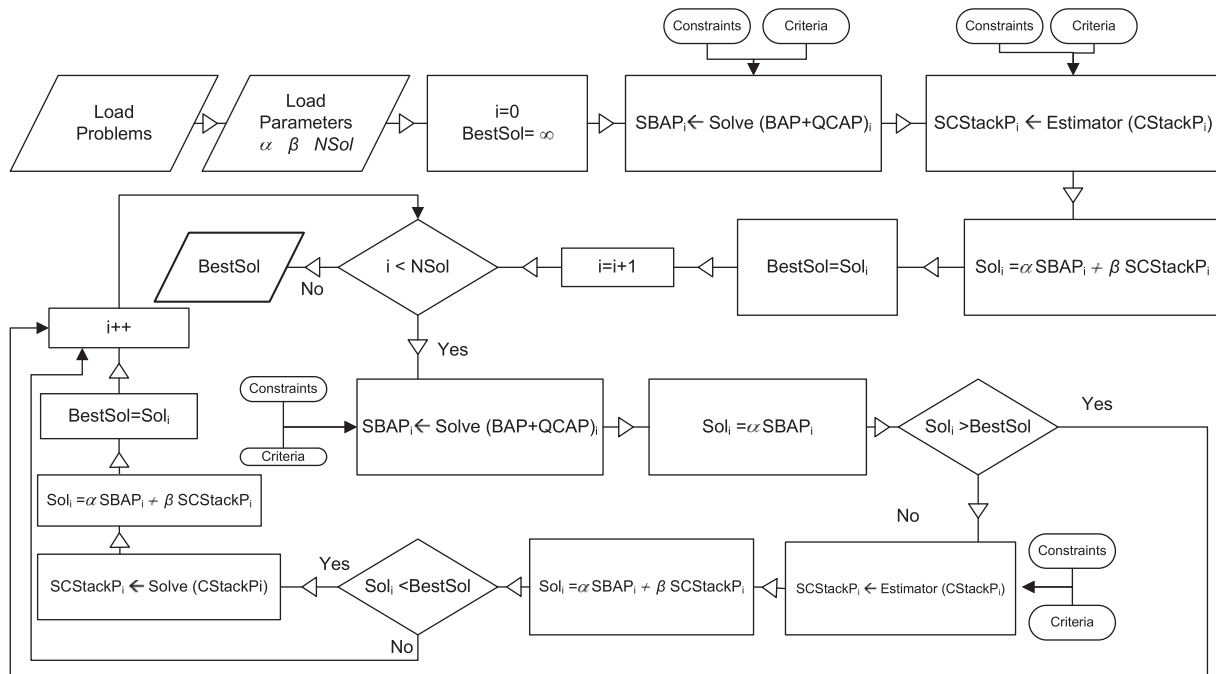 Constraints
Criteria
Constraints
Criteria
Load
Problems
Load
Parameters
α β NSol
i=0
BestSol= ∞
SBAPᵢ← Solve (BAP+QCAP)ᵢ
SCStackPᵢ ← Estimator (CStackPᵢ)
BestSol
No
i < NSol
i=i+1
BestSol=Solᵢ
Solᵢ =α SBAPᵢ + β SCStackPᵢ
i++
Yes
BestSol=Solᵢ
Constraints
Criteria
SBAPᵢ← Solve (BAP+QCAP)ᵢ
Solᵢ =α SBAPᵢ
Solᵢ >BestSol
Yes
Solᵢ =α SBAPᵢ + β SCStackPᵢ
No
SCStackPᵢ ← Solve (CStackPi)
Yes
Solᵢ <BestSol
Solᵢ =α SBAPᵢ + β SCStackPᵢ
SCStackPᵢ ← Estimator (CStackPᵢ)
Constraints
Criteria
No